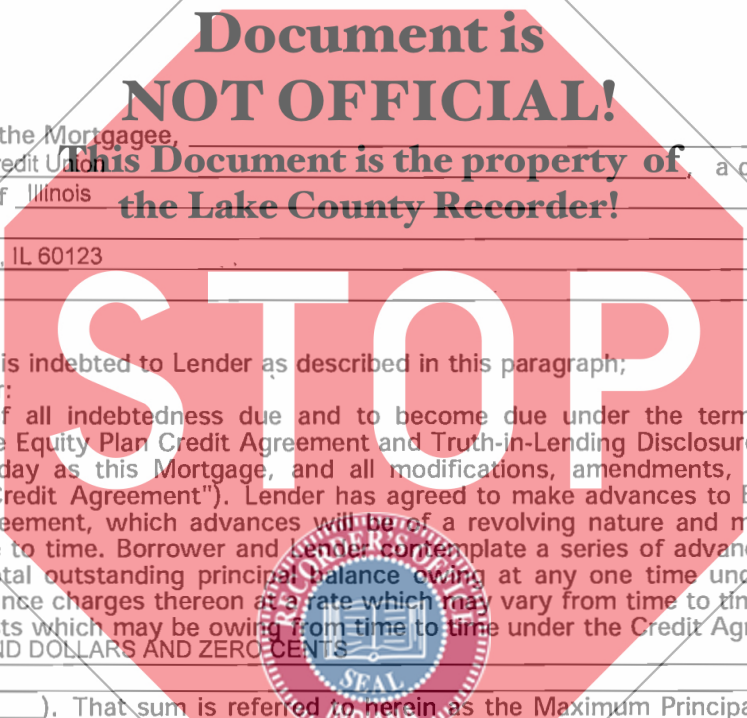 Document is
NOT OFFICIAL!
the Mortgagee,
This Document is the property of
edit Union , a
f Illinois
the Lake County Recorder!
, IL 60123
STOP
is indebted to Lender as described in this paragraph;
r:
f all indebtedness due and to become due under the term
e Equity Plan Credit Agreement and Truth-in-Lending Disclosur
day as this Mortgage, and all modifications, amendments,
redit Agreement"). Lender has agreed to make advances to
eement, which advances will be of a revolving nature and m
e to time. Borrower and Lender contemplate a series of advan
tal outstanding principal balance owing at any one time und
nce charges thereon at a rate which may vary from time to tim
ts which may be owing from time to time under the Credit Agr
ND DOLLARS AND ZERO CENTS
RECORDER'S OFFICE
SEAL
). That sum is referred to herein as the Maximum Principa